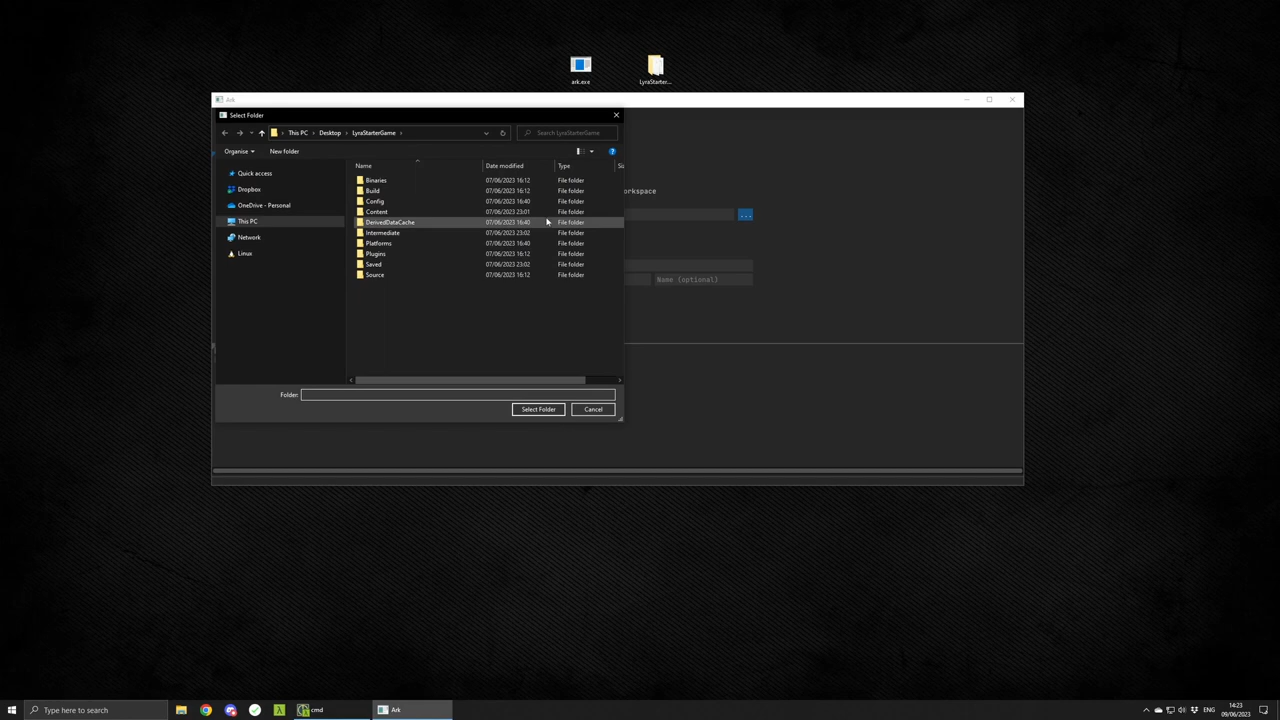 ark.exe
LyraStarter...
Ark
Select Folder
This PC
Desktop
LyraStarterGame
Search LyraStarterGame
Organise
New folder
Name
Date modified
Type
Quick access
Dropbox
OneDrive - Personal
This PC
Network
Linux
Binaries 07/06/2023 16:12 File folder
Build 07/06/2023 16:12 File folder
Config 07/06/2023 16:40 File folder
Content 07/06/2023 23:01 File folder
DerivedDataCache 07/06/2023 16:40 File folder
Intermediate 07/06/2023 23:02 File folder
Platforms 07/06/2023 16:40 File folder
Plugins 07/06/2023 16:12 File folder
Saved 07/06/2023 23:02 File folder
Source 07/06/2023 16:12 File folder
Folder:
Select Folder
Cancel
...
Name (optional)
Type here to search
cmd
Ark
ENG
14:23
09/06/2023